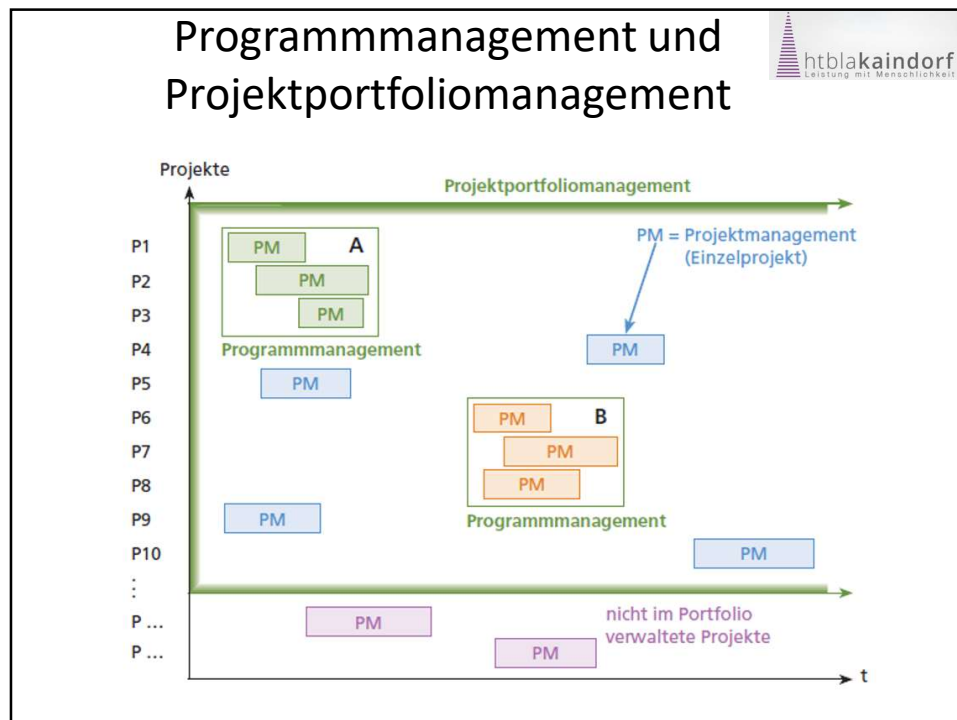 Programmmanagement und
Projektportfoliomanagement
htblakaindorf
Leistung mit Menschlichkeit
Projekte
Projektportfoliomanagement
PM = Projektmanagement
(Einzelprojekt)
P1
PM
A
P2
PM
P3
PM
Programmmanagement
P4
PM
P5
PM
P6
PM
B
P7
PM
P8
PM
Programmmanagement
P9
PM
P10
PM
⋮
P ...
PM
nicht im Portfolio
verwaltete Projekte
P ...
PM
t